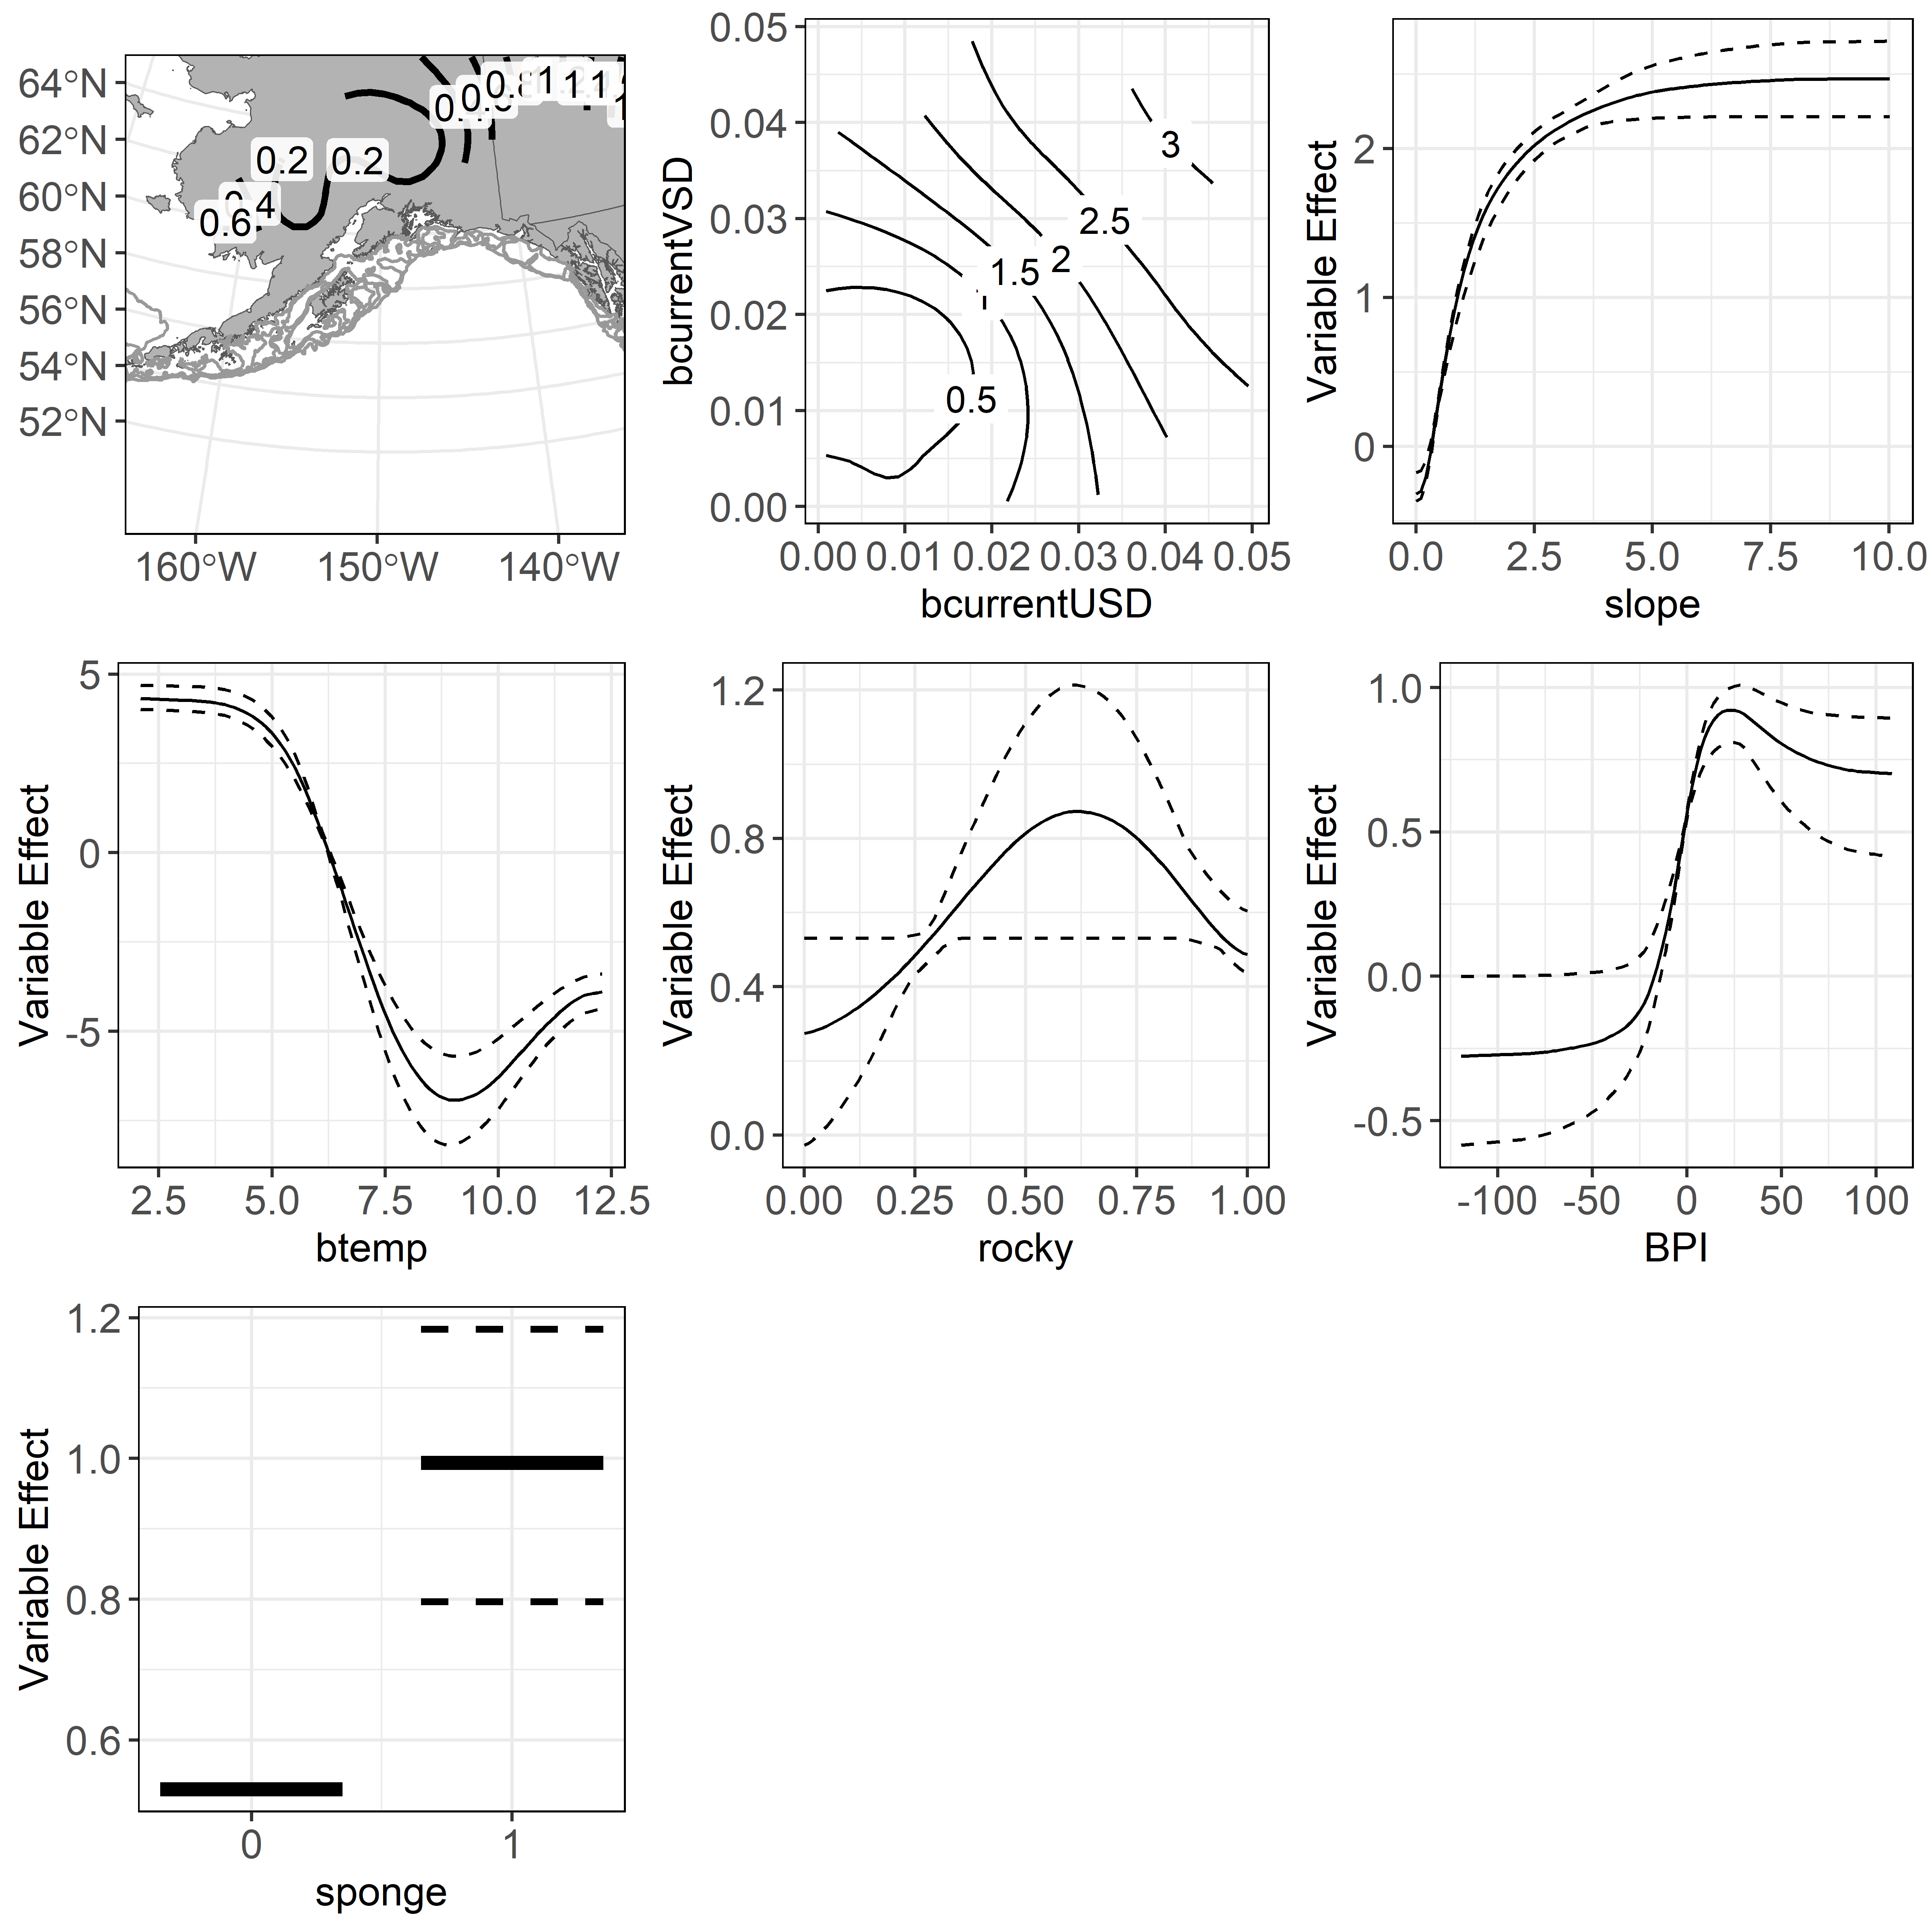 64°N
62°N
60°N
58°N
56°N
54°N
52°N
160°W 150°W 140°W
0.2 0.2
0.6
0.05
0.04
0.03
0.02
0.01
0.00
bcurrentVSD
3
2.5
2
1.5
1
0.5
0.00 0.01 0.02 0.03 0.04 0.05
bcurrentUSD
Variable Effect
2
1
0
0.0 2.5 5.0 7.5 10.0
slope
Variable Effect
5
0
-5
2.5 5.0 7.5 10.0 12.5
btemp
Variable Effect
1.2
0.8
0.4
0.0
0.00 0.25 0.50 0.75 1.00
rocky
Variable Effect
1.0
0.5
0.0
-0.5
-100 -50 0 50 100
BPI
Variable Effect
1.2
1.0
0.8
0.6
0 1
sponge